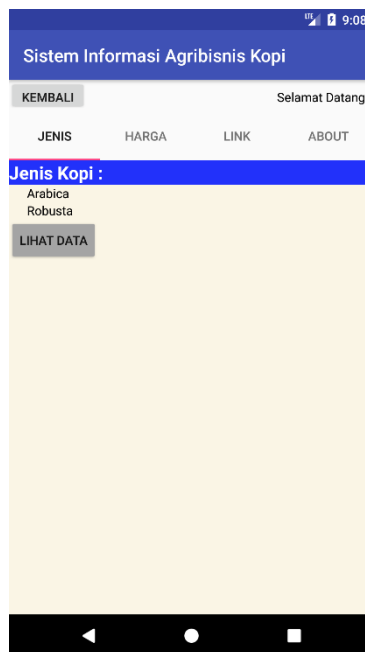 LTE 9:08
Sistem Informasi Agribisnis Kopi
KEMBALI Selamat Datang
JENIS HARGA LINK ABOUT
Jenis Kopi :
Arabica
Robusta
LIHAT DATA